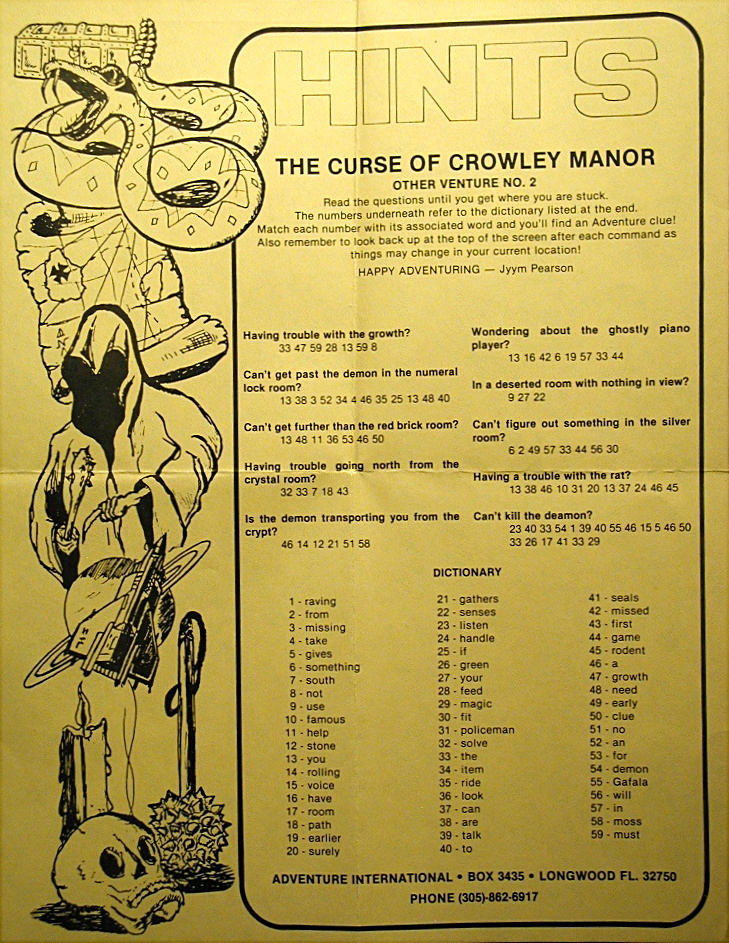 HINTS
THE CURSE OF CROWLEY MANOR
OTHER VENTURE NO. 2
Read the questions until you get where you are stuck.
The numbers underneath refer to the dictionary listed at the end.
Match each number with its associated word and you'll find an Adventure clue!
Also remember to look back up at the top of the screen after each command as
things may change in your current location!
HAPPY ADVENTURING — Jyym Pearson
Having trouble with the growth?
33 47 59 28 13 59 8
Can't get past the demon in the numeral
lock room?
13 38 3 52 34 4 46 35 25 13 48 40
Can't get further than the red brick room?
13 48 11 36 53 46 50
Having trouble going north from the
crystal room?
32 33 7 18 43
Is the demon transporting you from the
crypt?
46 14 12 21 51 58
Wondering about the ghostly piano
player?
13 16 42 6 19 57 33 44
In a deserted room with nothing in view?
9 27 22
Can't figure out something in the silver
room?
6 2 49 57 33 44 56 30
Having a trouble with the rat?
13 38 46 10 31 20 13 37 24 46 45
Can't kill the deamon?
23 40 33 54 1 39 40 55 46 15 5 46 50
33 26 17 41 33 29
DICTIONARY
1 - raving
2 - from
3 - missing
4 - take
5 - gives
6 - something
7 - south
8 - not
9 - use
10 - famous
11 - help
12 - stone
13 - you
14 - rolling
15 - voice
16 - have
17 - room
18 - path
19 - earlier
20 - surely
21 - gathers
22 - senses
23 - listen
24 - handle
25 - if
26 - green
27 - your
28 - feed
29 - magic
30 - fit
31 - policeman
32 - solve
33 - the
34 - item
35 - ride
36 - look
37 - can
38 - are
39 - talk
40 - to
41 - seals
42 - missed
43 - first
44 - game
45 - rodent
46 - a
47 - growth
48 - need
49 - early
50 - clue
51 - no
52 - an
53 - for
54 - demon
55 - Gafala
56 - will
57 - in
58 - moss
59 - must
ADVENTURE INTERNATIONAL • BOX 3435 • LONGWOOD FL. 32750
PHONE (305)-862-6917